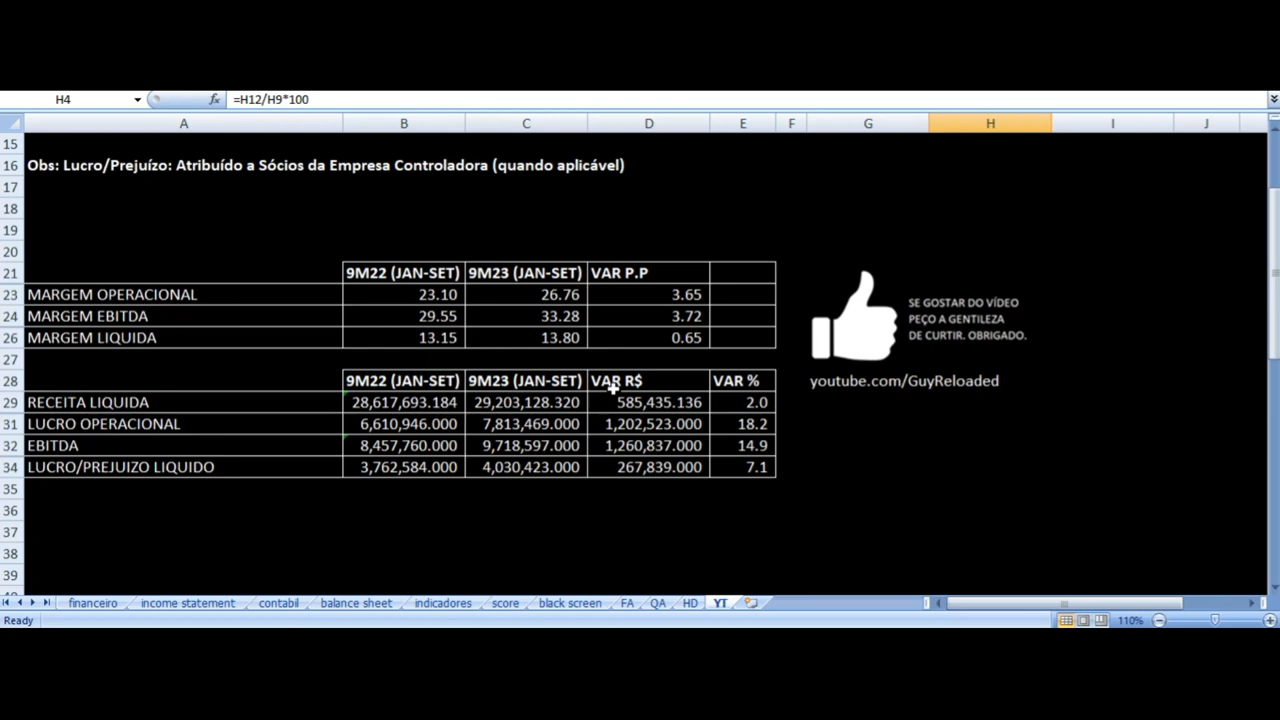 H4 fx =H12/H9*100
A B C D E F G H I J
15
16 Obs: Lucro/Prejuízo: Atribuído a Sócios da Empresa Controladora (quando aplicável)
17
18
19
20
21 9M22 (JAN-SET) 9M23 (JAN-SET) VAR P.P
23 MARGEM OPERACIONAL 23.10 26.76 3.65
24 MARGEM EBITDA 29.55 33.28 3.72
26 MARGEM LIQUIDA 13.15 13.80 0.65
27
28 9M22 (JAN-SET) 9M23 (JAN-SET) VAR R$ VAR %
29 RECEITA LIQUIDA 28,617,693.184 29,203,128.320 585,435.136 2.0
31 LUCRO OPERACIONAL 6,610,946.000 7,813,469.000 1,202,523.000 18.2
32 EBITDA 8,457,760.000 9,718,597.000 1,260,837.000 14.9
34 LUCRO/PREJUIZO LIQUIDO 3,762,584.000 4,030,423.000 267,839.000 7.1
35
36
37
38
39
SE GOSTAR DO VÍDEO
PEÇO A GENTILEZA
DE CURTIR. OBRIGADO.
youtube.com/GuyReloaded
financeiro income statement contabil balance sheet indicadores score black screen FA QA HD YT
Ready 110%